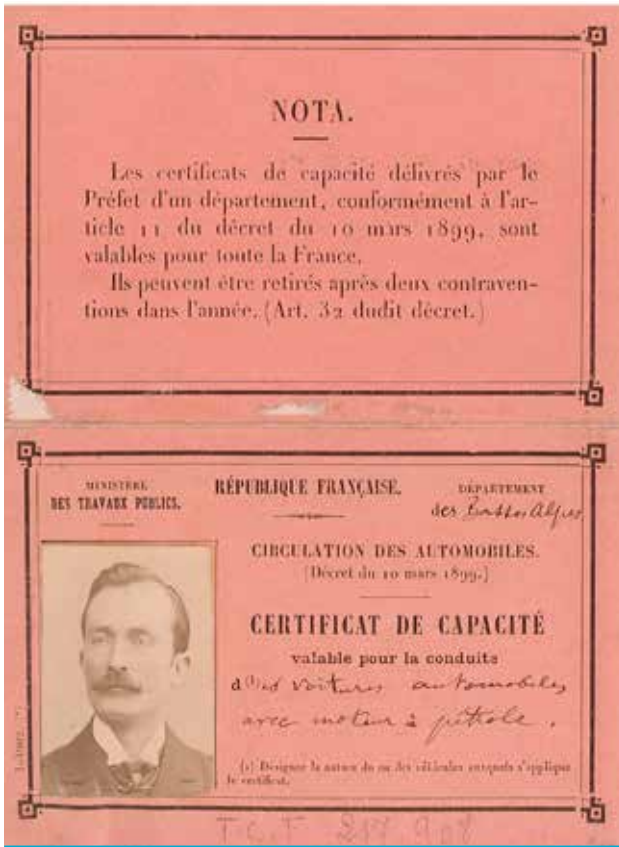 NOTA.
Les certificats de capacité délivrés par le
Préfet d'un département, conformément à l'ar-
ticle 11 du décret du 10 mars 1899, sont
valables pour toute la France.
Ils peuvent être retirés après deux contraven-
tions dans l'année. (Art. 32 dudit décret.)
MINISTÈRE
DES TRAVAUX PUBLICS.
RÉPUBLIQUE FRANÇAISE.
DÉPARTEMENT
des Basses Alpes
CIRCULATION DES AUTOMOBILES.
(Décret du 10 mars 1899.)
CERTIFICAT DE CAPACITÉ
valable pour la conduite
d(1)es voitures automobiles
avec moteur à pétrole.
(1) Désigner la nature du ou des véhicules auxquels s'applique
le certificat.
T.C.F